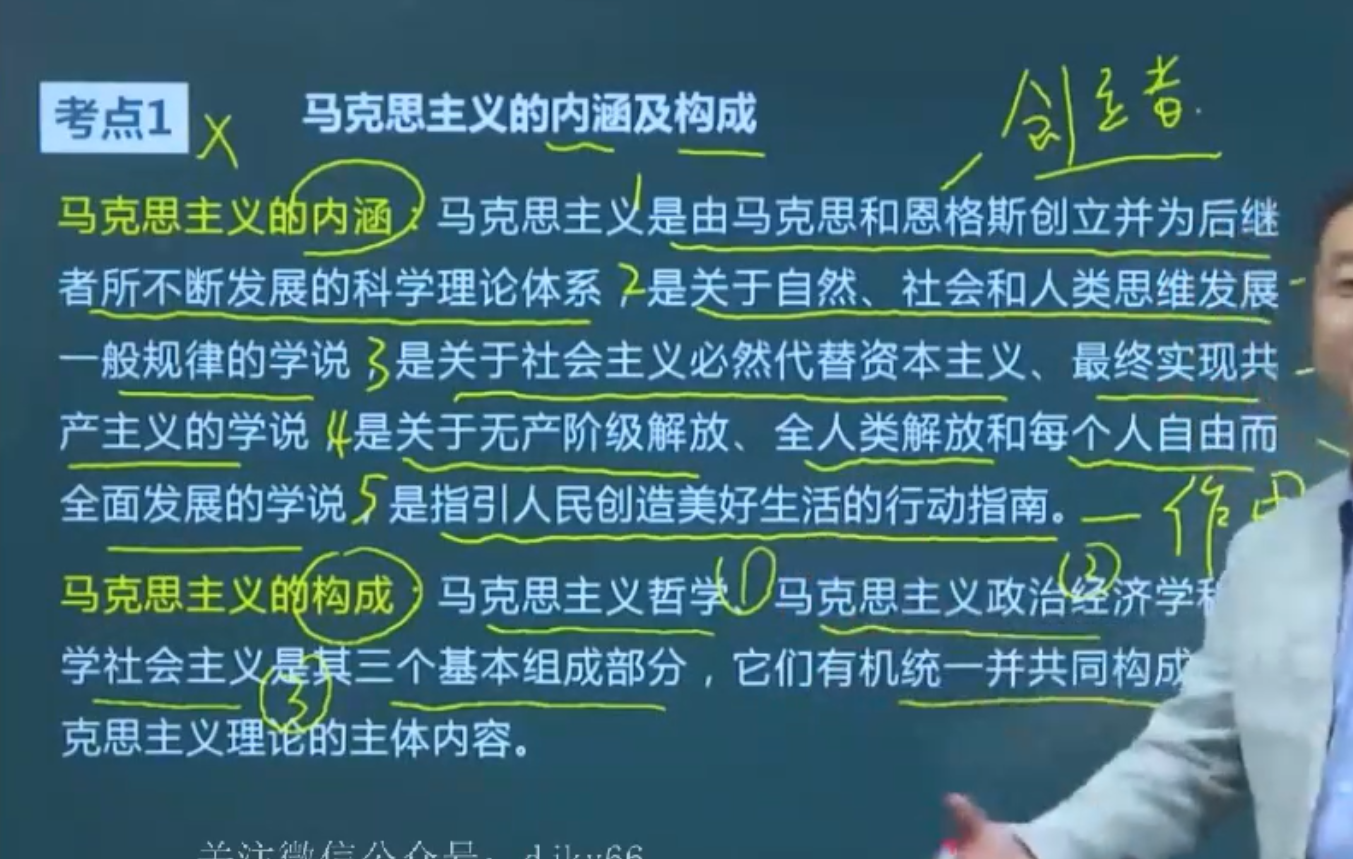 考点1 X 马克思主义的内涵及构成
创立者
马克思主义的内涵：马克思主义1是由马克思和恩格斯创立并为后继
者所不断发展的科学理论体系，2是关于自然、社会和人类思维发展
一般规律的学说3是关于社会主义必然代替资本主义、最终实现共
产主义的学说4是关于无产阶级解放、全人类解放和每个人自由而
全面发展的学说，5是指引人民创造美好生活的行动指南。— 作用
马克思主义的构成：马克思主义哲学、①马克思主义政治经济学②
学社会主义是其三个基本组成部分，它们有机统一并共同构成
③
克思主义理论的主体内容。
关注微信公众号：djky66